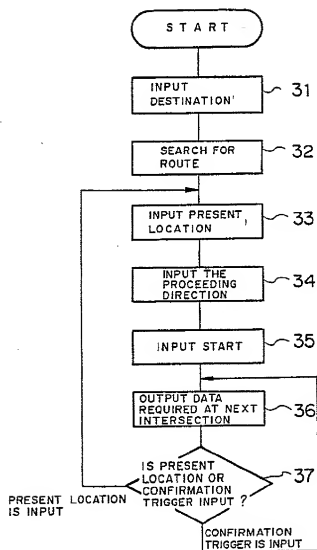 START
INPUT
DESTINATION
31
SEARCH FOR
ROUTE
32
INPUT PRESENT
LOCATION
33
INPUT THE
PROCEEDING
DIRECTION
34
INPUT START
35
OUTPUT DATA
REQUIRED AT NEXT
INTERSECTION
36
IS PRESENT
LOCATION OR
CONFIRMATION
TRIGGER INPUT ?
37
PRESENT LOCATION
IS INPUT
CONFIRMATION
TRIGGER IS INPUT